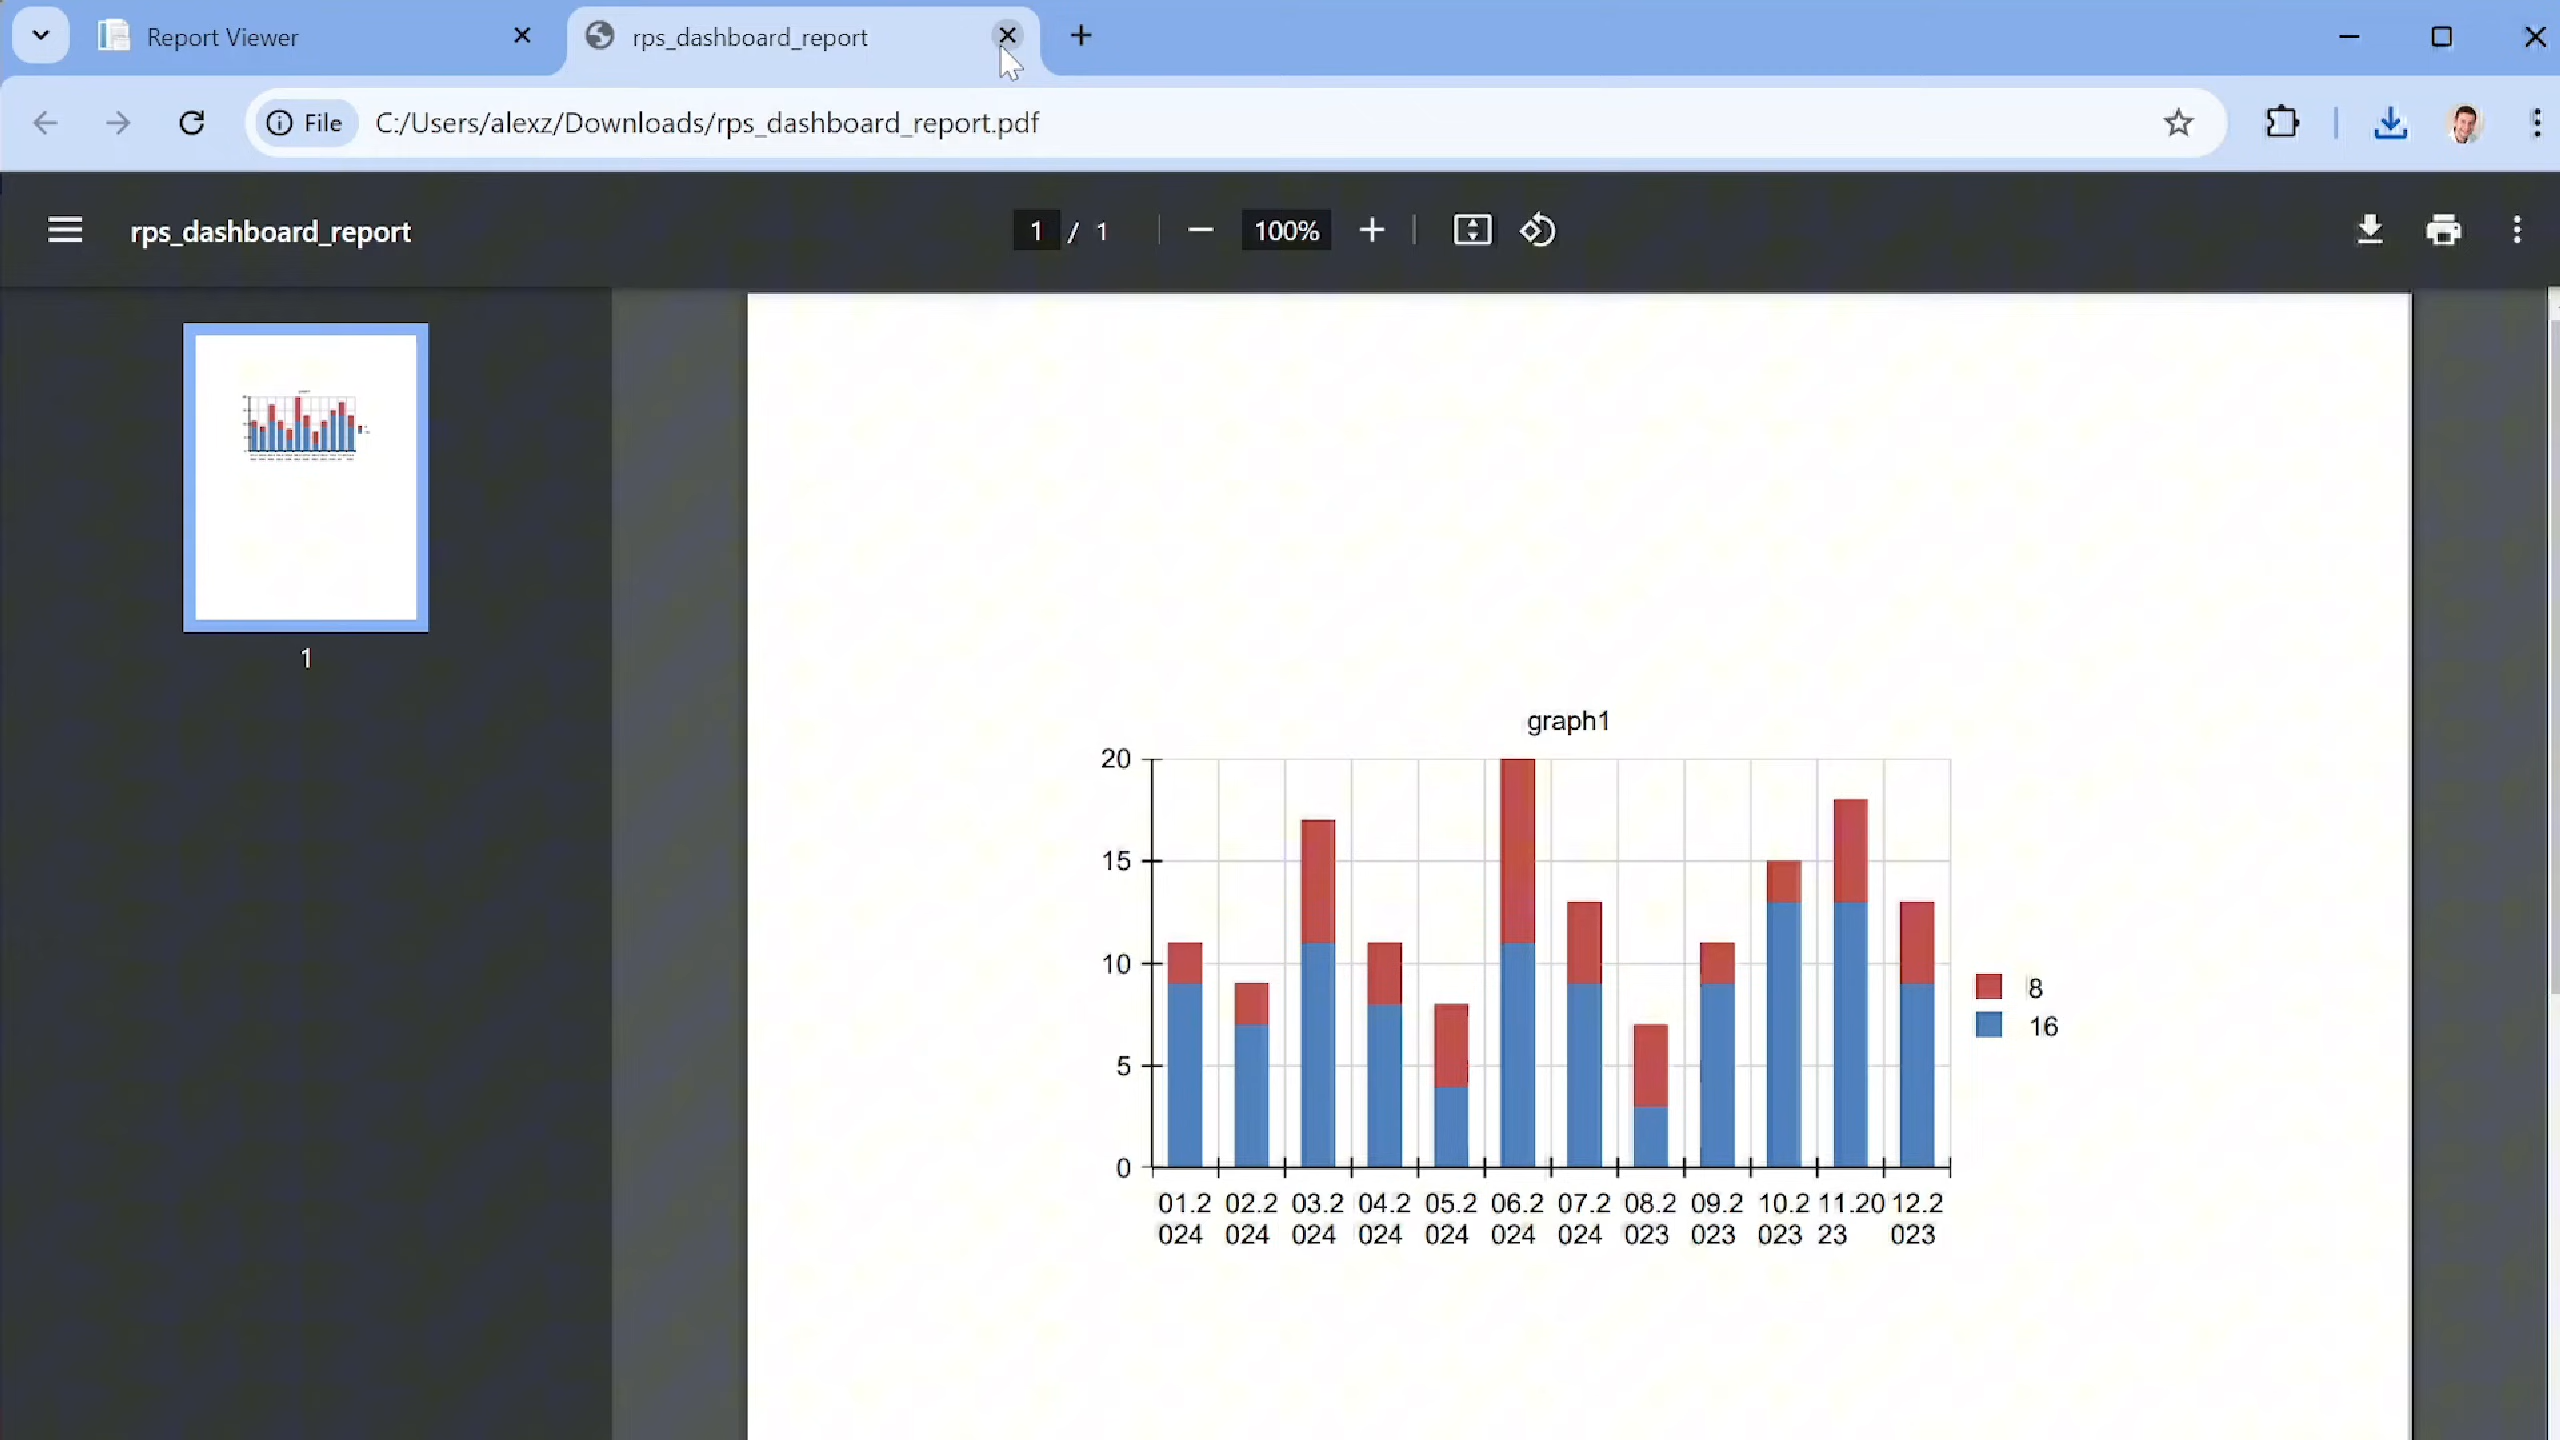 Report Viewer
rps_dashboard_report
File
C:/Users/alexz/Downloads/rps_dashboard_report.pdf
rps_dashboard_report
1 / 1
100%
1
graph1
20
15
10
5
0
8
16
01.2 02.2 03.2 04.2 05.2 06.2 07.2 08.2 09.2 10.2 11.20 12.2
024 024 024 024 024 024 024 023 023 023 23 023